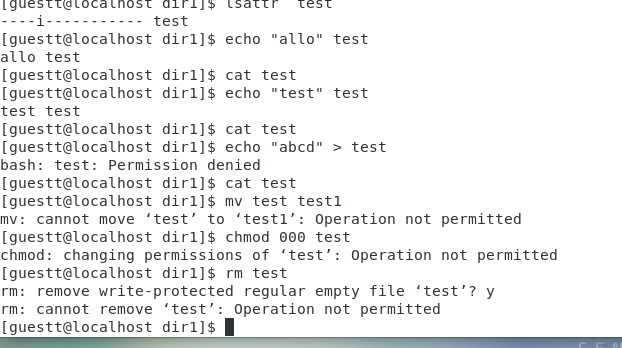 [guestt@localhost dir1]$ lsattr  test
----i----------- test
[guestt@localhost dir1]$ echo "allo" test
allo test
[guestt@localhost dir1]$ cat test
[guestt@localhost dir1]$ echo "test" test
test test
[guestt@localhost dir1]$ cat test
[guestt@localhost dir1]$ echo "abcd" > test
bash: test: Permission denied
[guestt@localhost dir1]$ cat test
[guestt@localhost dir1]$ mv test test1
mv: cannot move ‘test’ to ‘test1’: Operation not permitted
[guestt@localhost dir1]$ chmod 000 test
chmod: changing permissions of ‘test’: Operation not permitted
[guestt@localhost dir1]$ rm test
rm: remove write-protected regular empty file ‘test’? y
rm: cannot remove ‘test’: Operation not permitted
[guestt@localhost dir1]$